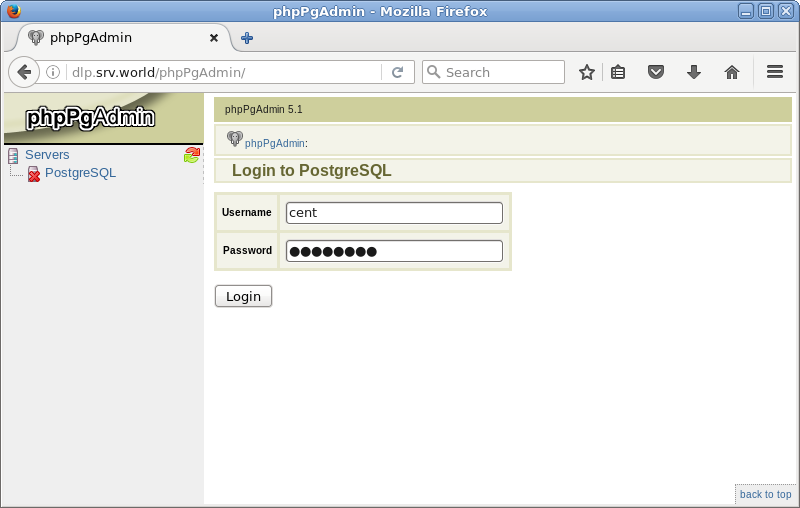 phpPgAdmin - Mozilla Firefox
phpPgAdmin
dlp.srv.world/phpPgAdmin/
Search
phpPgAdmin
Servers
PostgreSQL
phpPgAdmin 5.1
phpPgAdmin:
Login to PostgreSQL
Username cent
Password ●●●●●●●●
Login
back to top